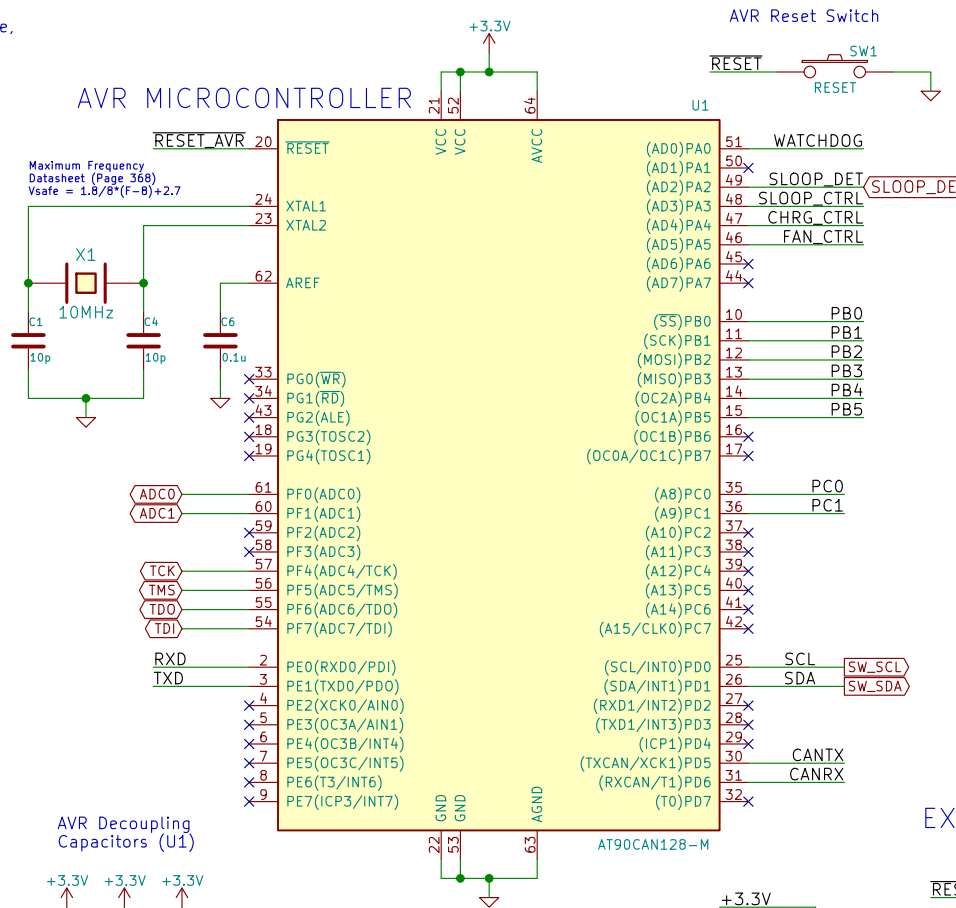 e,
AVR Reset Switch
+3.3V
RESET
SW1
RESET
AVR MICROCONTROLLER
21
52
64
U1
VCC
VCC
AVCC
RESET_AVR 20 RESET
(AD0)PA0 51 WATCHDOG
Maximum Frequency
Datasheet (Page 368)
Vsafe = 1.8/8*(F-8)+2.7
(AD1)PA1 50
(AD2)PA2 49 SLOOP_DET SLOOP_DE
24 XTAL1
(AD3)PA3 48 SLOOP_CTRL
23 XTAL2
(AD4)PA4 47 CHRG_CTRL
(AD5)PA5 46 FAN_CTRL
X1
10MHz
(AD6)PA6 45
62 AREF
(AD7)PA7 44
C1
10p
C4
10p
C6
0.1u
(SS)PB0 10 PB0
(SCK)PB1 11 PB1
(MOSI)PB2 12 PB2
33 PG0(WR)
(MISO)PB3 13 PB3
34 PG1(RD)
(OC2A)PB4 14 PB4
43 PG2(ALE)
(OC1A)PB5 15 PB5
18 PG3(TOSC2)
(OC1B)PB6 16
19 PG4(TOSC1)
(OC0A/OC1C)PB7 17
ADC0 61 PF0(ADC0)
(A8)PC0 35 PC0
ADC1 60 PF1(ADC1)
(A9)PC1 36 PC1
59 PF2(ADC2)
(A10)PC2 37
58 PF3(ADC3)
(A11)PC3 38
TCK 57 PF4(ADC4/TCK)
(A12)PC4 39
TMS 56 PF5(ADC5/TMS)
(A13)PC5 40
TDO 55 PF6(ADC6/TDO)
(A14)PC6 41
TDI 54 PF7(ADC7/TDI)
(A15/CLKO)PC7 42
RXD 2 PE0(RXD0/PDI)
(SCL/INT0)PD0 25 SCL SW_SCL
TXD 3 PE1(TXD0/PDO)
(SDA/INT1)PD1 26 SDA SW_SDA
4 PE2(XCK0/AIN0)
(RXD1/INT2)PD2 27
5 PE3(OC3A/AIN1)
(TXD1/INT3)PD3 28
6 PE4(OC3B/INT4)
(ICP1)PD4 29
7 PE5(OC3C/INT5)
(TXCAN/XCK1)PD5 30 CANTX
8 PE6(T3/INT6)
(RXCAN/T1)PD6 31 CANRX
9 PE7(ICP3/INT7)
(T0)PD7 32
GND
GND
AGND
22
53
63
AT90CAN128-M
AVR Decoupling
Capacitors (U1)
EX
+3.3V +3.3V +3.3V
+3.3V
RES